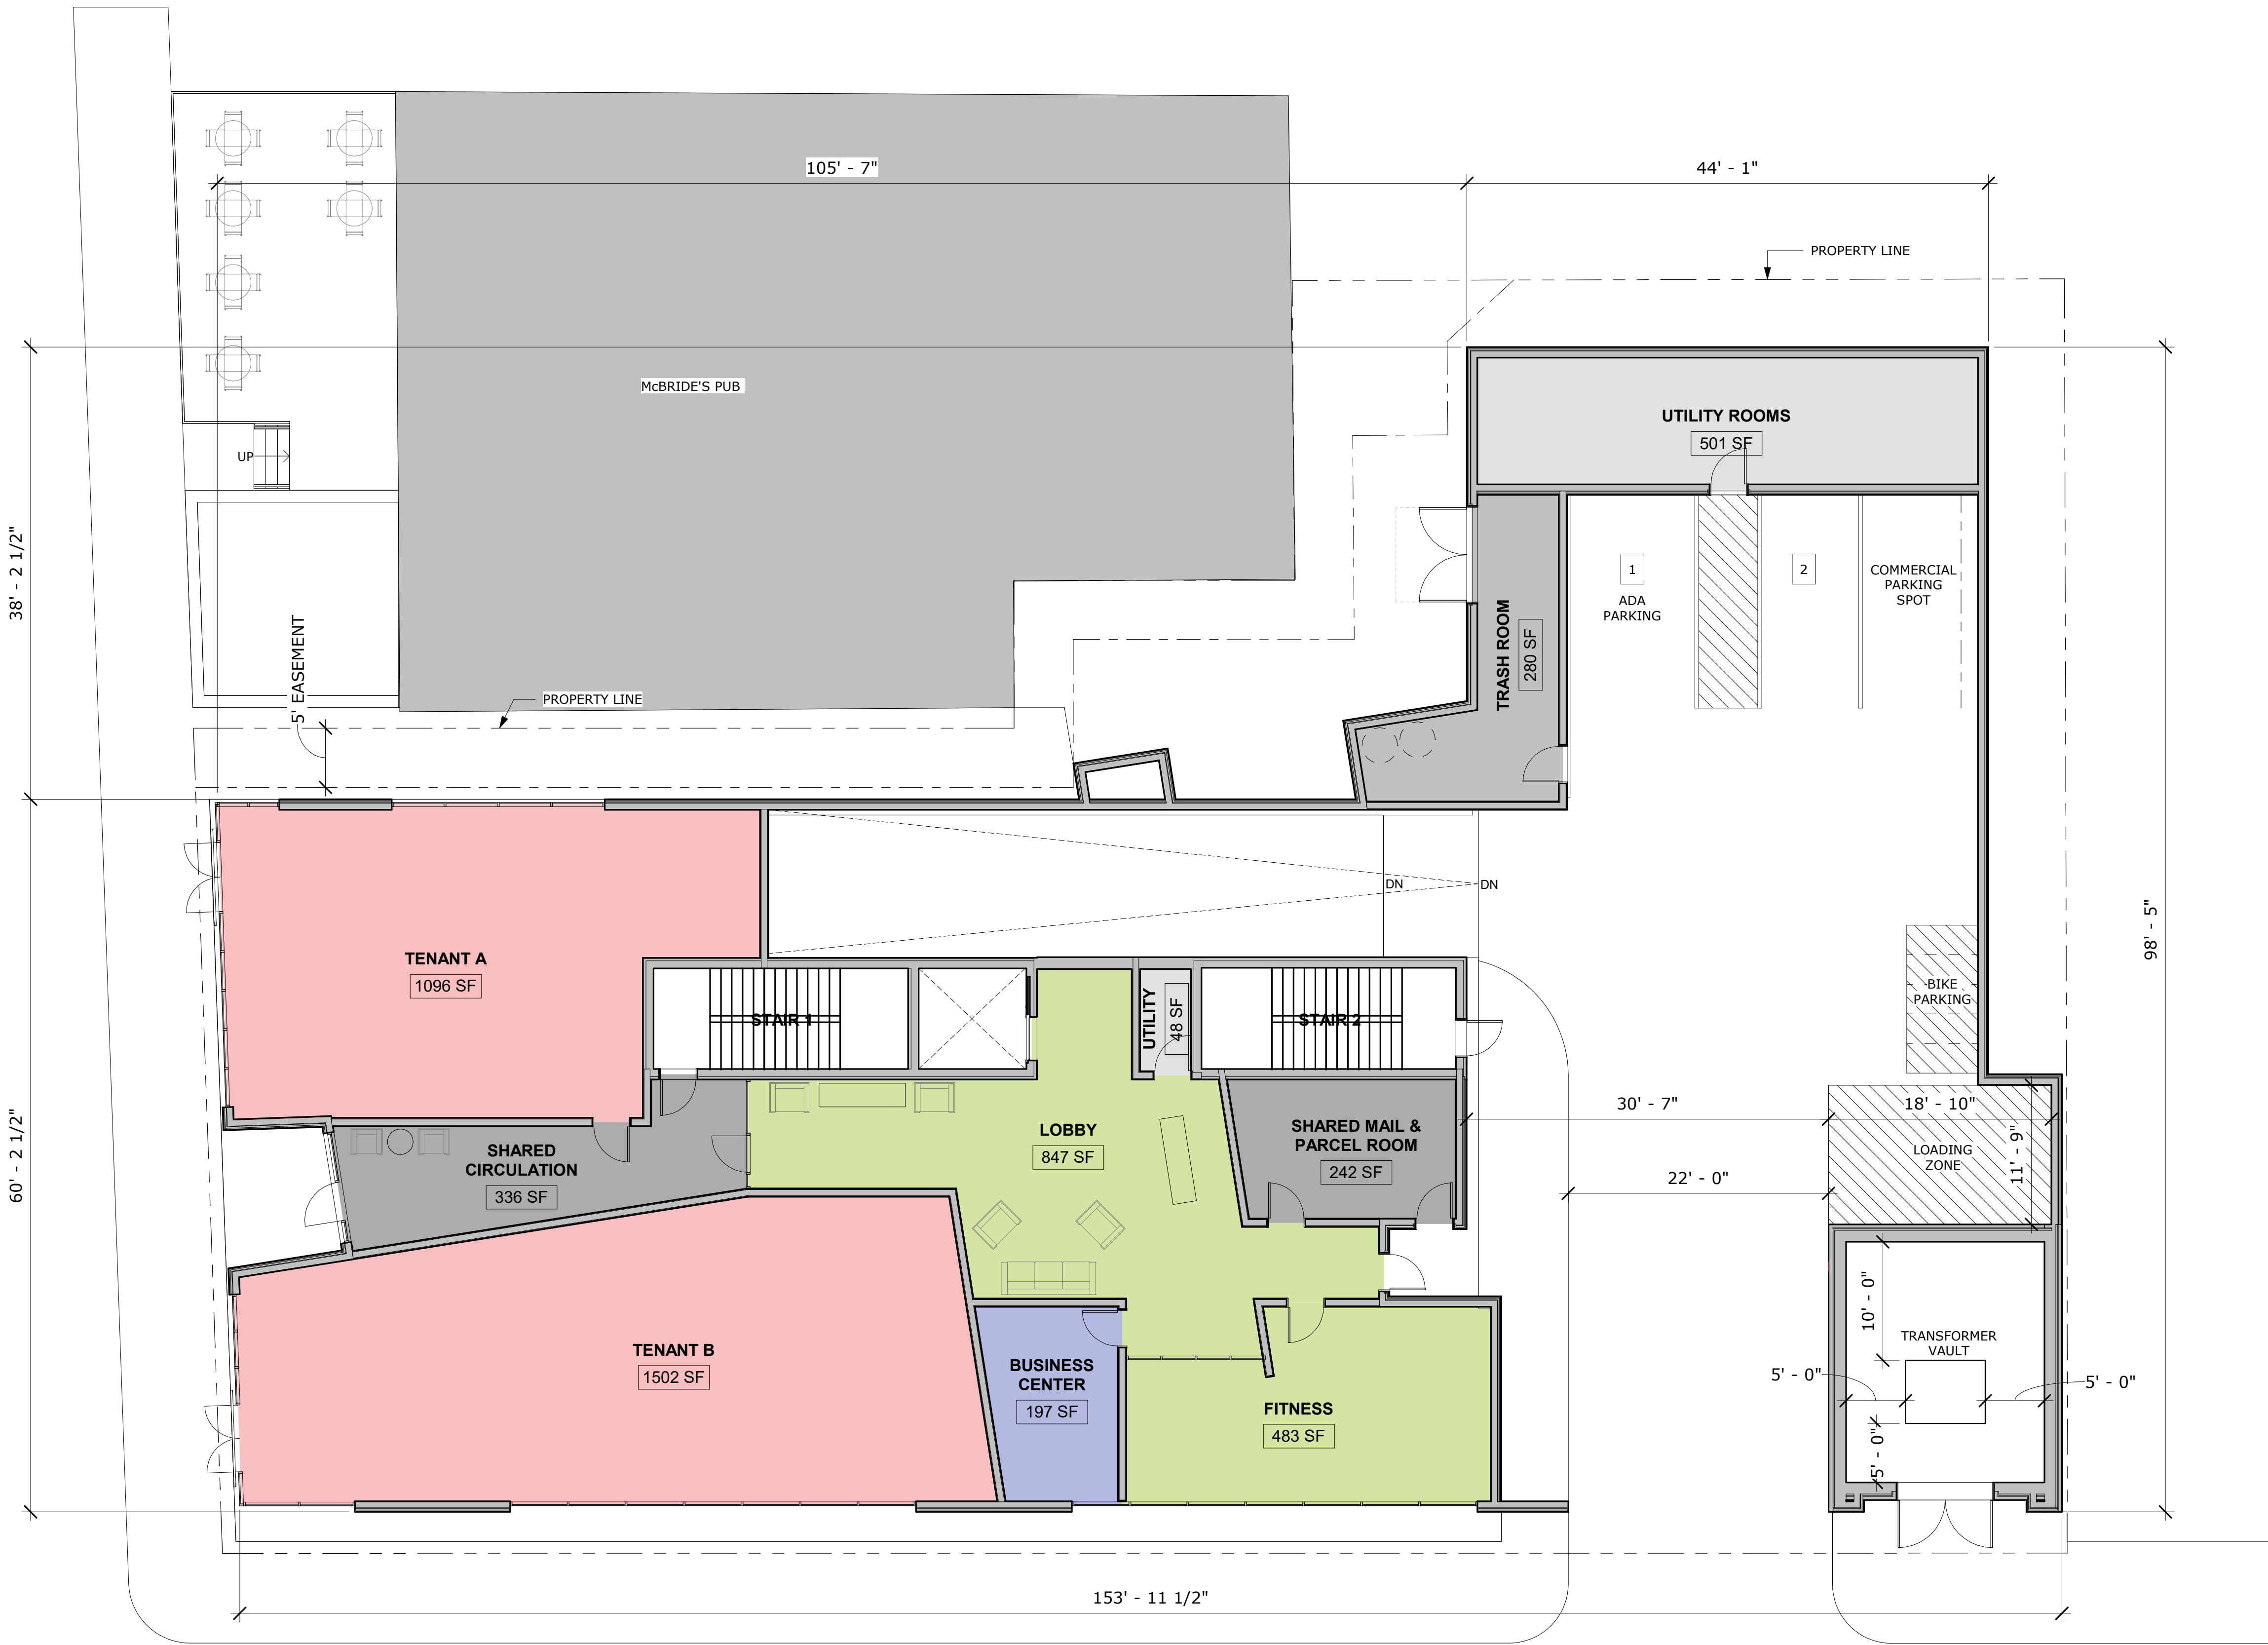 105' - 7"
44' - 1"
PROPERTY LINE
McBRIDE'S PUB
UTILITY ROOMS
501 SF
UP
38' - 2 1/2"
5' EASEMENT
PROPERTY LINE
TRASH ROOM
280 SF
1
ADA
PARKING
2
COMMERCIAL
PARKING
SPOT
DN
DN
98' - 5"
TENANT A
1096 SF
STAIR 1
UTILITY
48 SF
STAIR 2
BIKE
PARKING
60' - 2 1/2"
SHARED
CIRCULATION
336 SF
LOBBY
847 SF
SHARED MAIL &
PARCEL ROOM
242 SF
30' - 7"
18' - 10"
LOADING
ZONE
11' - 9"
22' - 0"
10' - 0"
TRANSFORMER
VAULT
5' - 0"
5' - 0"
5' - 0"
TENANT B
1502 SF
BUSINESS
CENTER
197 SF
FITNESS
483 SF
153' - 11 1/2"